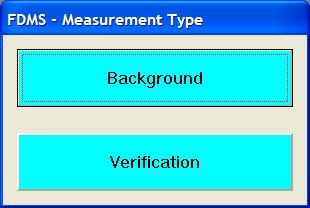 FDMS - Measurement Type
Background
Verification